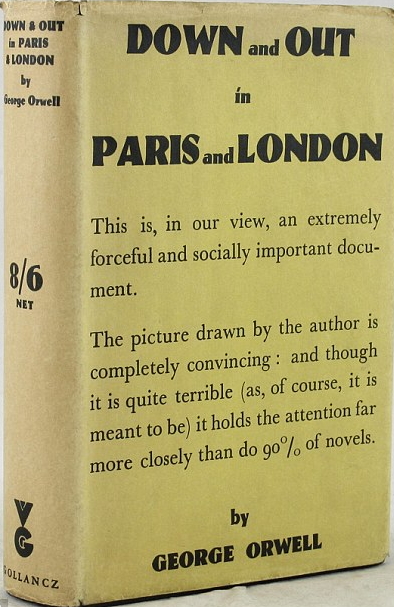 DOWN & OUT
in PARIS
& LONDON
by
George Orwell
8/6
NET
VG
GOLLANCZ
DOWN and OUT
in
PARIS and LONDON
This is, in our view, an extremely
forceful and socially important docu-
ment.
The picture drawn by the author is
completely convincing : and though
it is quite terrible (as, of course, it is
meant to be) it holds the attention far
more closely than do 90% of novels.
by
GEORGE ORWELL